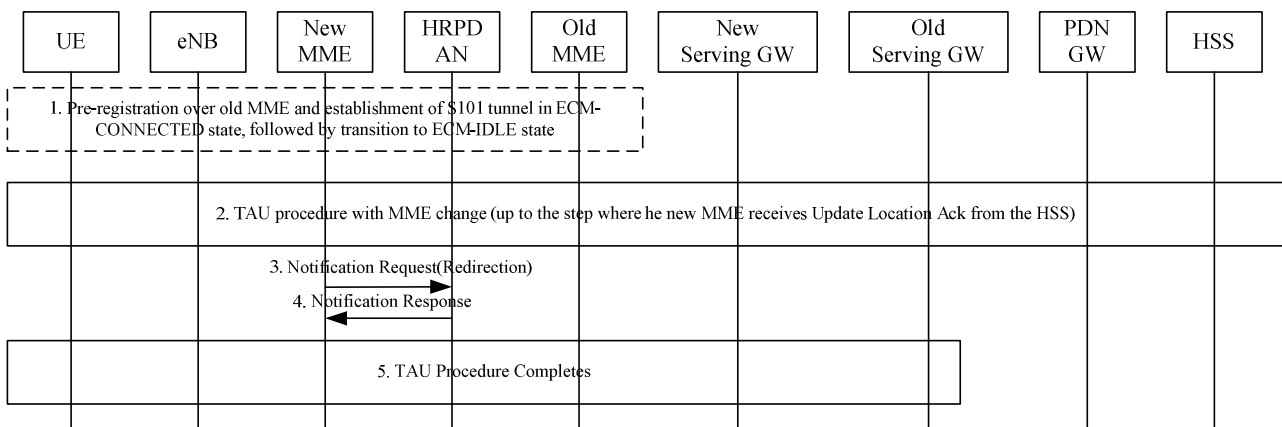 UE
eNB
New
MME
HRPD
AN
Old
MME
New
Serving GW
Old
Serving GW
PDN
GW
HSS
1. Pre-registration over old MME and establishment of S101 tunnel in ECM-
CONNECTED state, followed by transition to ECM-IDLE state
2. TAU procedure with MME change (up to the step where he new MME receives Update Location Ack from the HSS)
3. Notification Request(Redirection)
4. Notification Response
5. TAU Procedure Completes